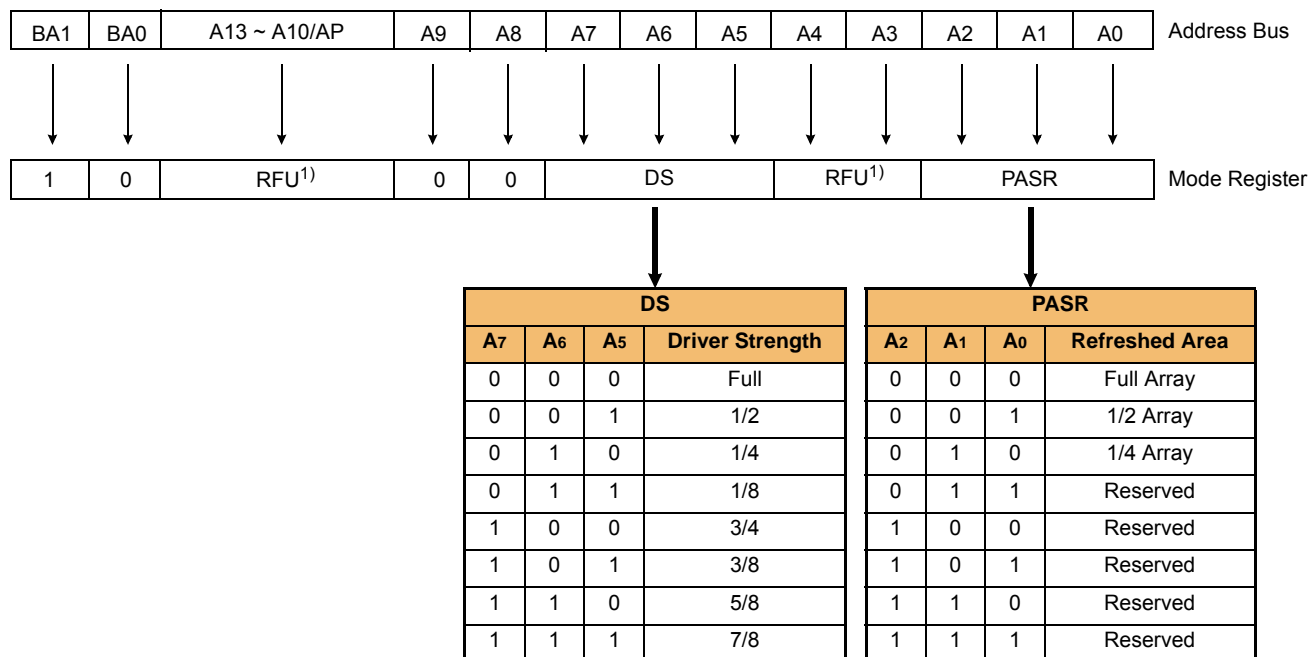 BA1 BA0 A13 ~ A10/AP A9 A8 A7 A6 A5 A4 A3 A2 A1 A0 Address Bus
1 0 RFU1) 0 0 DS RFU1) PASR Mode Register
DS
A7 A6 A5 Driver Strength
0 0 0 Full
0 0 1 1/2
0 1 0 1/4
0 1 1 1/8
1 0 0 3/4
1 0 1 3/8
1 1 0 5/8
1 1 1 7/8
PASR
A2 A1 A0 Refreshed Area
0 0 0 Full Array
0 0 1 1/2 Array
0 1 0 1/4 Array
0 1 1 Reserved
1 0 0 Reserved
1 0 1 Reserved
1 1 0 Reserved
1 1 1 Reserved